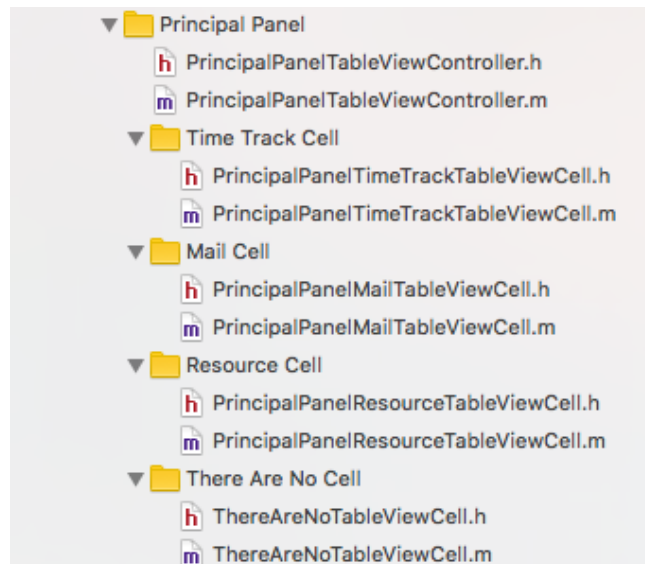 Principal Panel
h PrincipalPanelTableViewController.h
m PrincipalPanelTableViewController.m
Time Track Cell
h PrincipalPanelTimeTrackTableViewCell.h
m PrincipalPanelTimeTrackTableViewCell.m
Mail Cell
h PrincipalPanelMailTableViewCell.h
m PrincipalPanelMailTableViewCell.m
Resource Cell
h PrincipalPanelResourceTableViewCell.h
m PrincipalPanelResourceTableViewCell.m
There Are No Cell
h ThereAreNoTableViewCell.h
m ThereAreNoTableViewCell.m